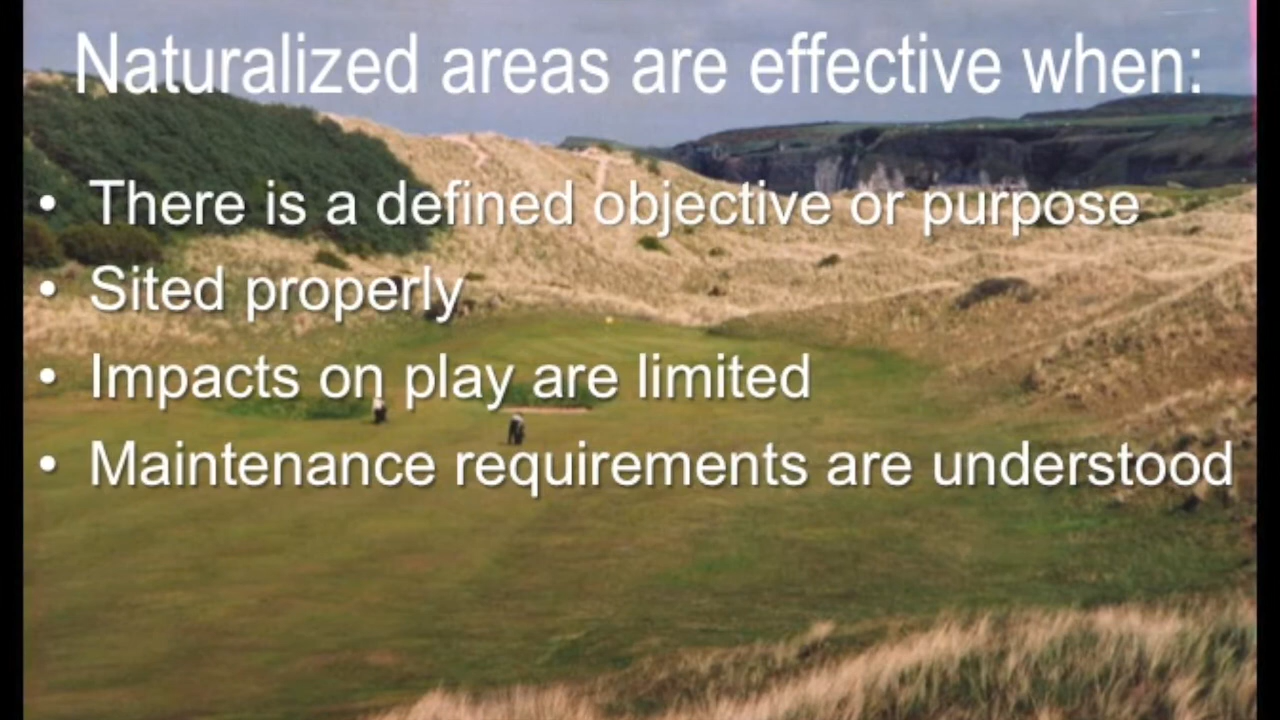 Naturalized areas are effective when:
• There is a defined objective or purpose
• Sited properly
• Impacts on play are limited
• Maintenance requirements are understood